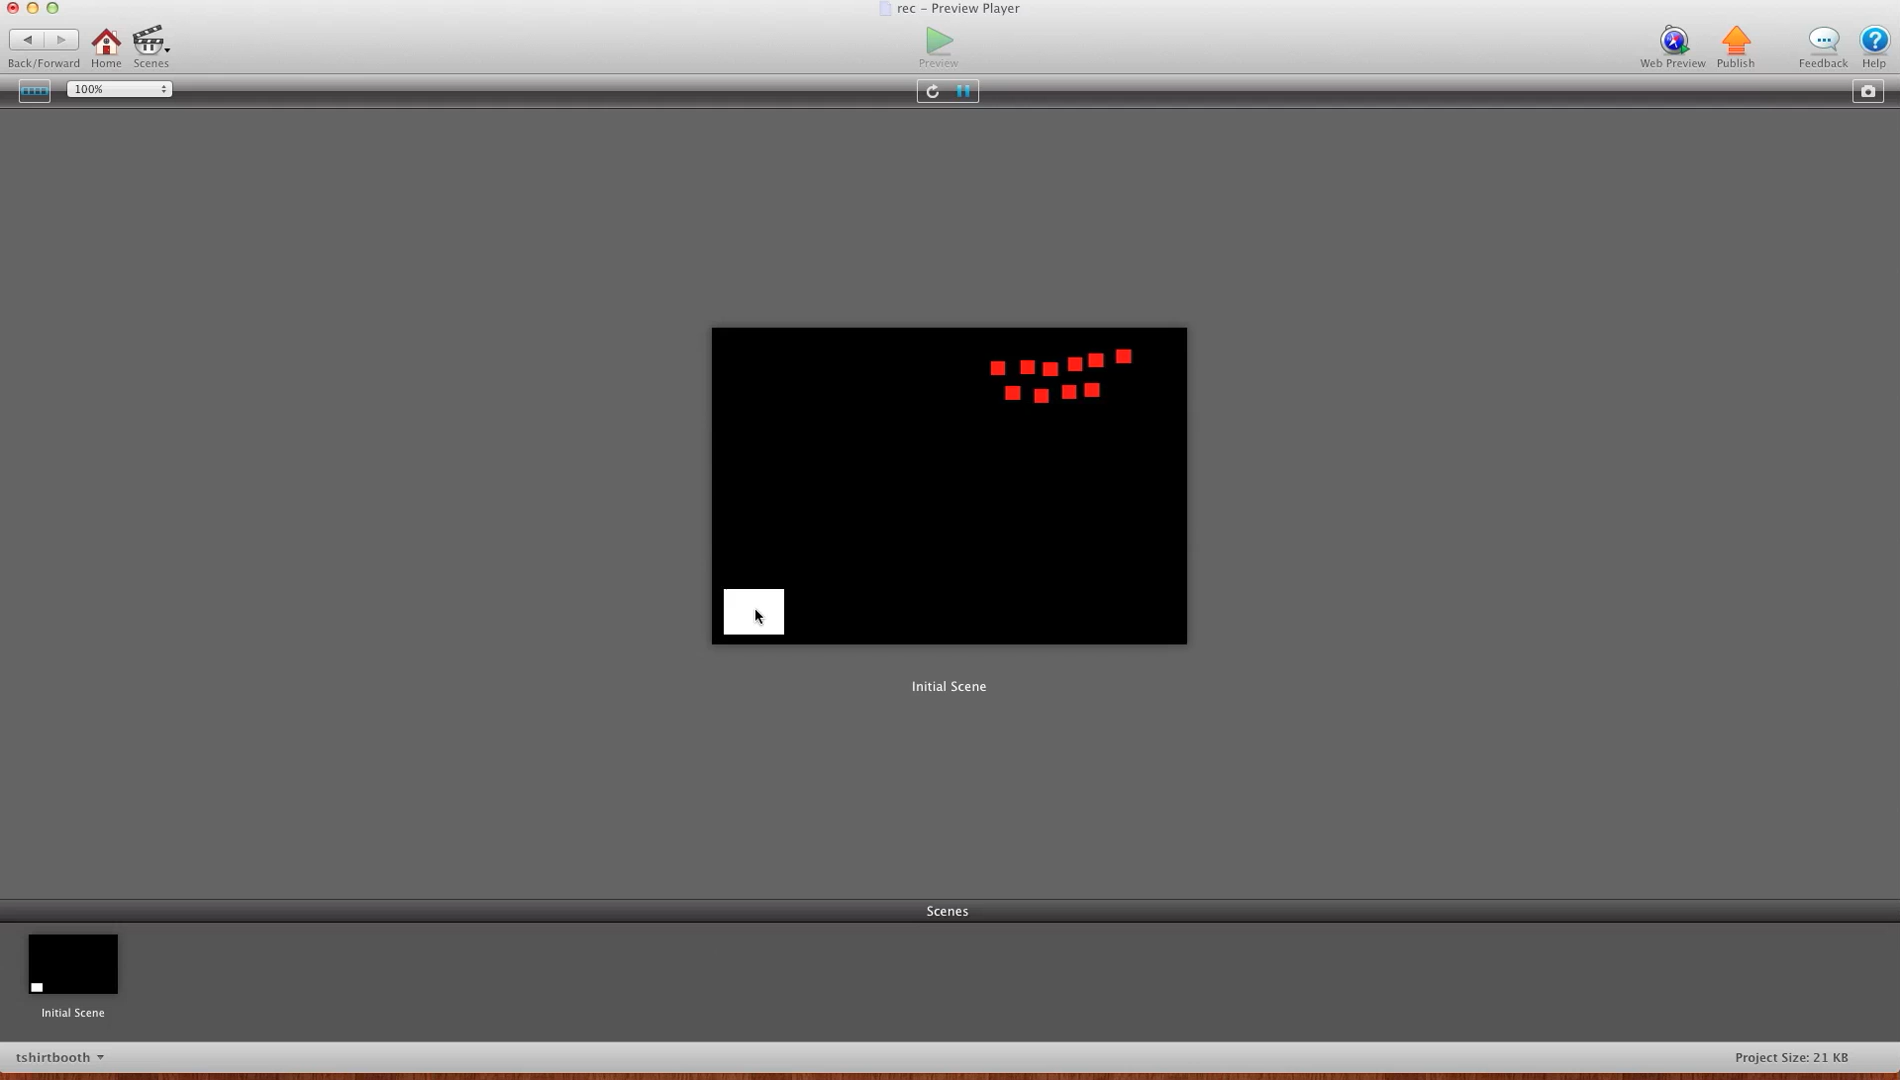 rec – Preview Player
Back/Forward Home Scenes Preview Web Preview Publish Feedback Help
100%
Initial Scene
Scenes
Initial Scene
tshirtbooth Project Size: 21 KB